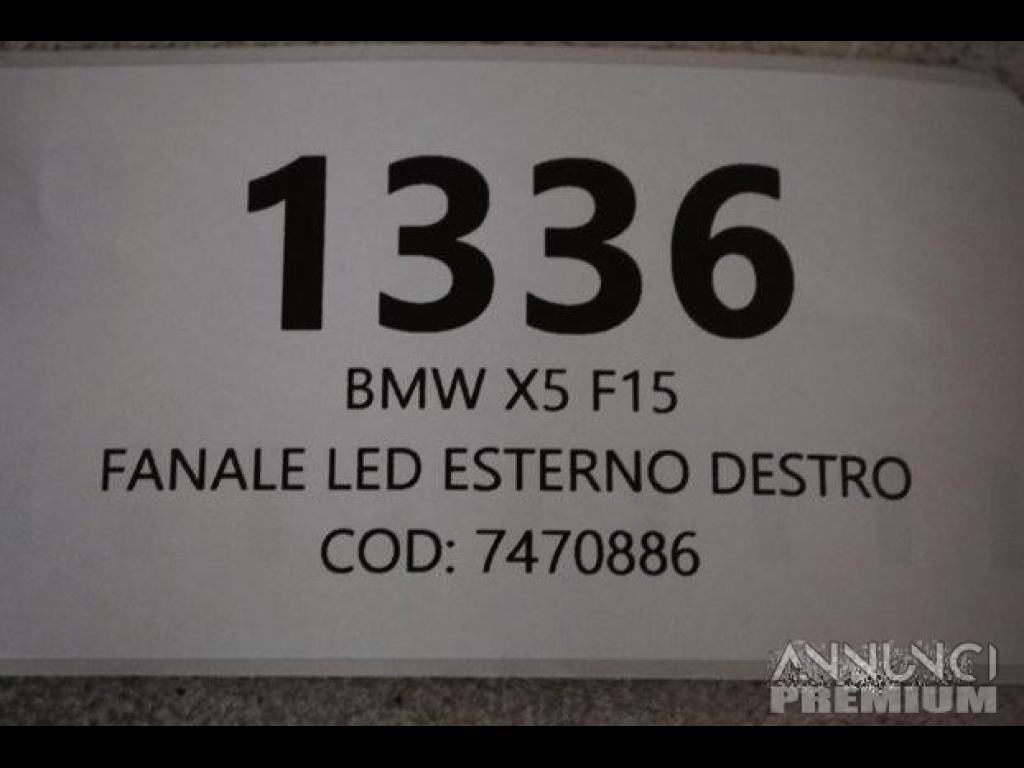 1336
BMW X5 F15
FANALE LED ESTERNO DESTRO
COD: 7470886
ANNUNCI
PREMIUM